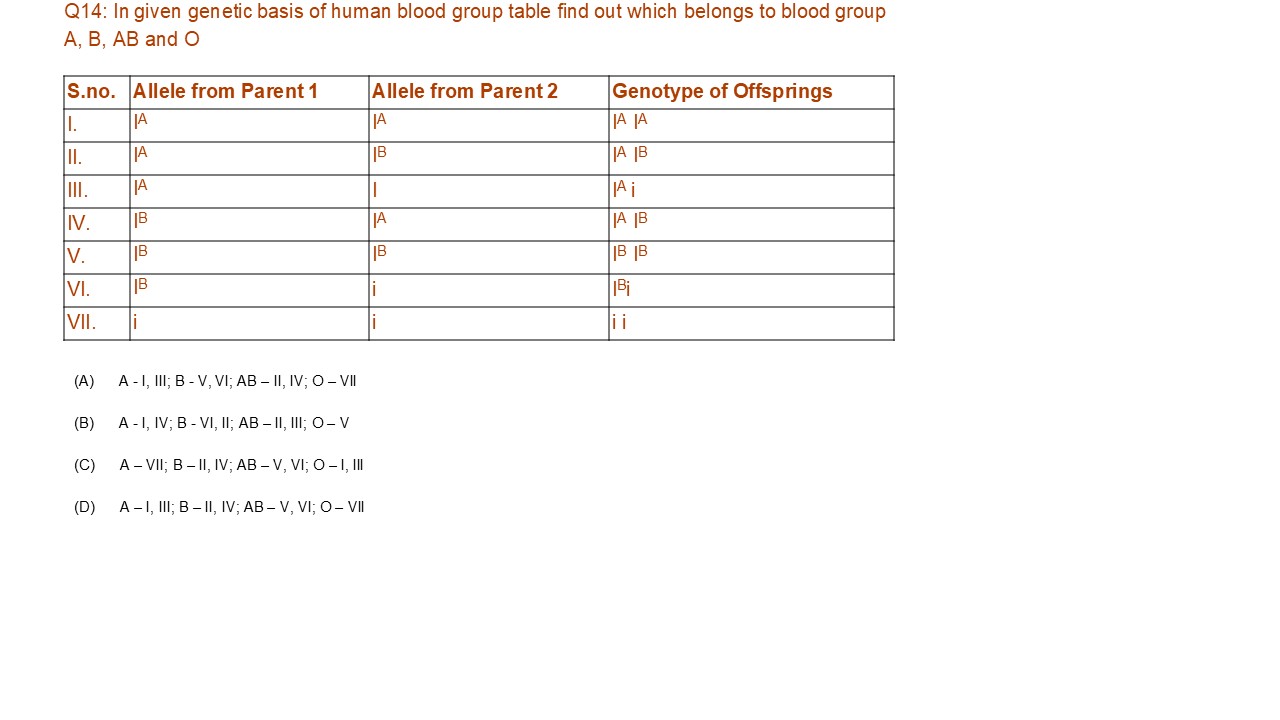 Q14: In given genetic basis of human blood group table find out which belongs to blood group
A, B, AB and O
S.no. Allele from Parent 1 Allele from Parent 2 Genotype of Offsprings
I. I^A I^A I^A I^A
II. I^A I^B I^A I^B
III. I^A I I^A i
IV. I^B I^A I^A I^B
V. I^B I^B I^B I^B
VI. I^B i I^Bi
VII. i i i i
(A) A - I, III; B - V, VI; AB – II, IV; O – VII
(B) A - I, IV; B - VI, II; AB – II, III; O – V
(C) A – VII; B – II, IV; AB – V, VI; O – I, III
(D) A – I, III; B – II, IV; AB – V, VI; O – VII